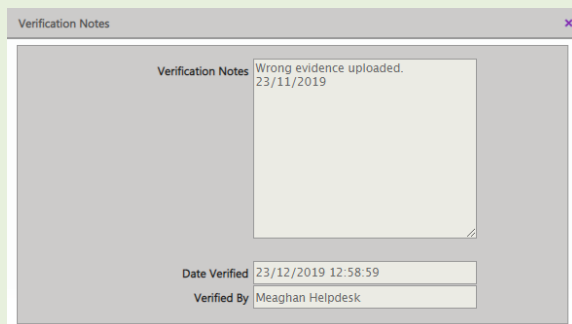 Verification Notes
×
Verification Notes Wrong evidence uploaded.
23/11/2019
Date Verified 23/12/2019 12:58:59
Verified By Meaghan Helpdesk